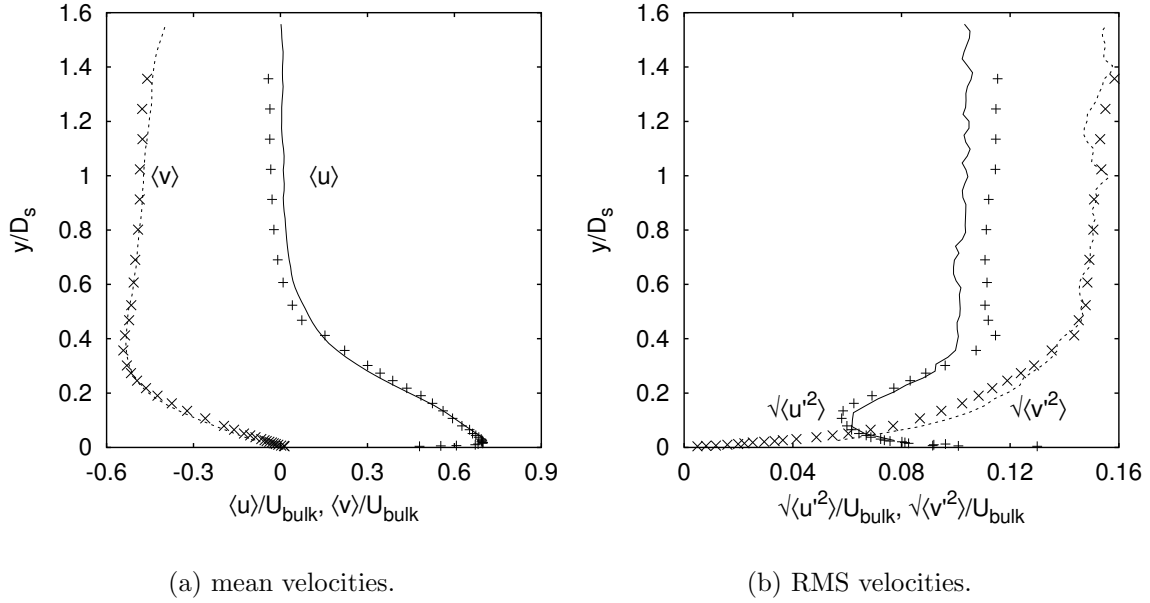 1.6
1.4
1.2
1
0.8
0.6
0.4
0.2
0
y/D_s
⟨v⟩
⟨u⟩
-0.6 -0.3 0 0.3 0.6 0.9
⟨u⟩/U_bulk, ⟨v⟩/U_bulk
(a) mean velocities.
1.6
1.4
1.2
1
0.8
0.6
0.4
0.2
0
y/D_s
√⟨u'²⟩
√⟨v'²⟩
0 0.04 0.08 0.12 0.16
√⟨u'²⟩/U_bulk, √⟨v'²⟩/U_bulk
(b) RMS velocities.